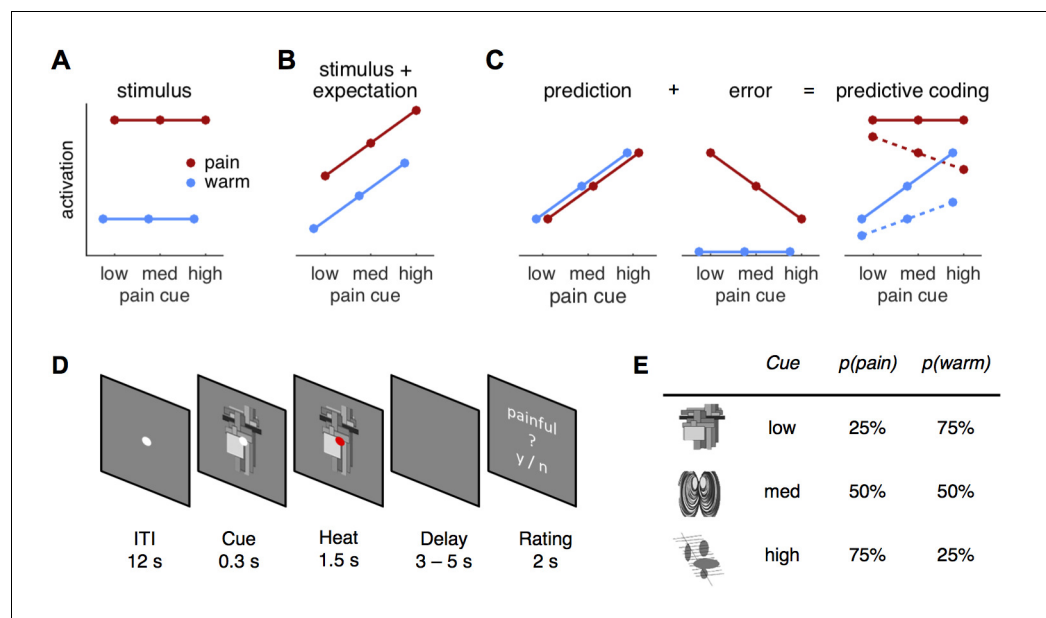 A
stimulus
activation
pain
warm
low med high
pain cue
B
stimulus +
expectation
low med high
pain cue
C
prediction + error = predictive coding
low med high
pain cue
low med high
pain cue
low med high
pain cue
D
painful
?
y / n
ITI
12 s
Cue
0.3 s
Heat
1.5 s
Delay
3 – 5 s
Rating
2 s
E
Cue p(pain) p(warm)
low 25% 75%
med 50% 50%
high 75% 25%